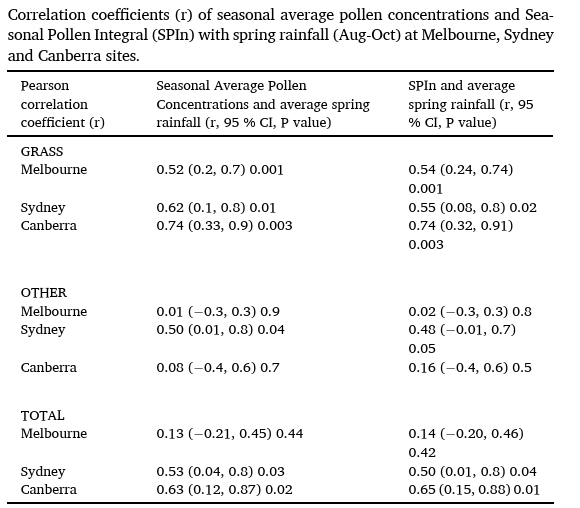 Correlation coefficients (r) of seasonal average pollen concentrations and Sea-
sonal Pollen Integral (SPIn) with spring rainfall (Aug-Oct) at Melbourne, Sydney
and Canberra sites.
Pearson Seasonal Average Pollen SPIn and average
correlation Concentrations and average spring spring rainfall (r, 95
coefficient (r) rainfall (r, 95 % CI, P value) % CI, P value)
GRASS
Melbourne 0.52 (0.2, 0.7) 0.001 0.54 (0.24, 0.74)
0.001
Sydney 0.62 (0.1, 0.8) 0.01 0.55 (0.08, 0.8) 0.02
Canberra 0.74 (0.33, 0.9) 0.003 0.74 (0.32, 0.91)
0.003
OTHER
Melbourne 0.01 (−0.3, 0.3) 0.9 0.02 (−0.3, 0.3) 0.8
Sydney 0.50 (0.01, 0.8) 0.04 0.48 (−0.01, 0.7)
0.05
Canberra 0.08 (−0.4, 0.6) 0.7 0.16 (−0.4, 0.6) 0.5
TOTAL
Melbourne 0.13 (−0.21, 0.45) 0.44 0.14 (−0.20, 0.46)
0.42
Sydney 0.53 (0.04, 0.8) 0.03 0.50 (0.01, 0.8) 0.04
Canberra 0.63 (0.12, 0.87) 0.02 0.65 (0.15, 0.88) 0.01